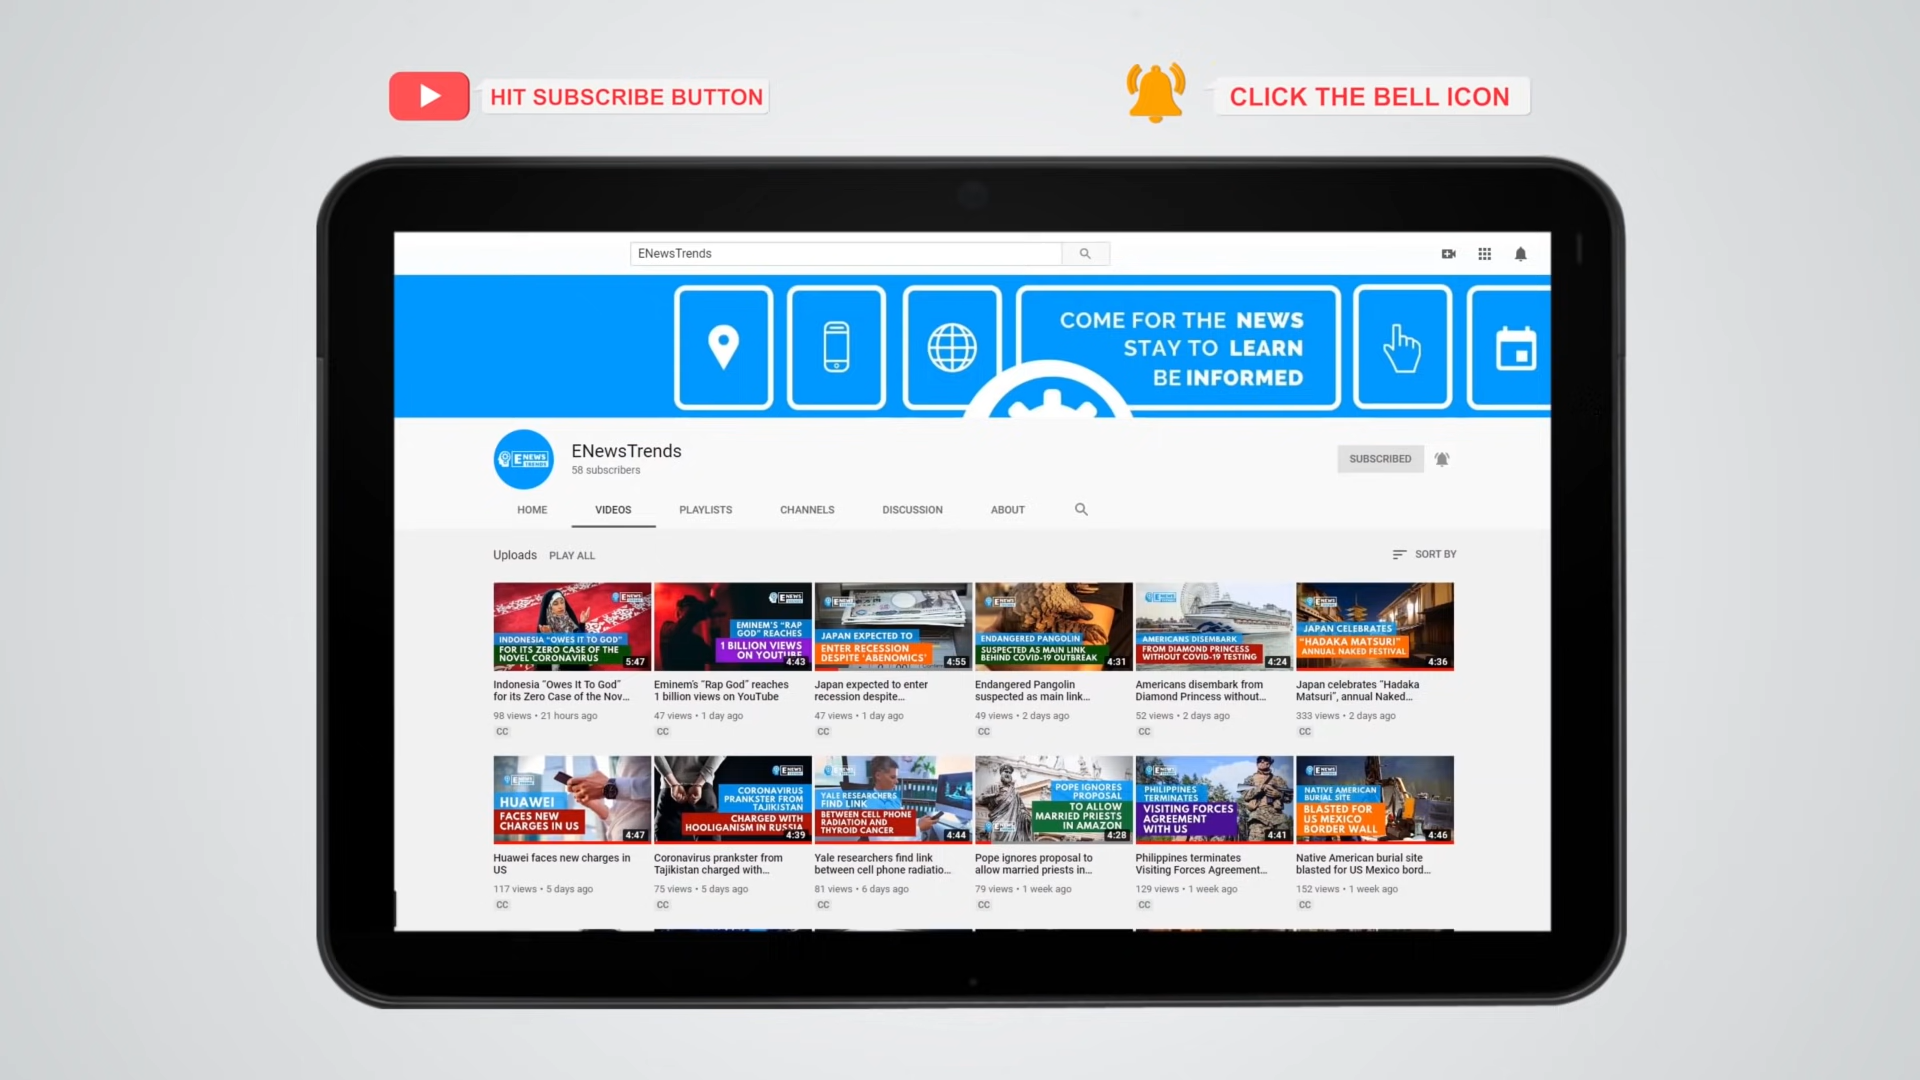 HIT SUBSCRIBE BUTTON
CLICK THE BELL ICON
ENewsTrends
COME FOR THE NEWS
STAY TO LEARN
BE INFORMED
E NEWS
TRENDS
ENewsTrends
58 subscribers
SUBSCRIBED
HOME VIDEOS PLAYLISTS CHANNELS DISCUSSION ABOUT
Uploads PLAY ALL
SORT BY
INDONESIA "OWES IT TO GOD"
FOR ITS ZERO CASE OF THE
NOVEL CORONAVIRUS
5:47
EMINEM'S "RAP
GOD" REACHES
1 BILLION VIEWS
ON YOUTUBE
4:43
JAPAN EXPECTED TO
ENTER RECESSION
DESPITE 'ABENOMICS'
4:55
ENDANGERED PANGOLIN
SUSPECTED AS MAIN LINK
BEHIND COVID-19 OUTBREAK
4:31
AMERICANS DISEMBARK
FROM DIAMOND PRINCESS
WITHOUT COVID-19 TESTING
4:24
JAPAN CELEBRATES
"HADAKA MATSURI"
ANNUAL NAKED FESTIVAL
4:36
Indonesia "Owes It To God"
for its Zero Case of the Nov...
98 views • 21 hours ago
CC
Eminem's "Rap God" reaches
1 billion views on YouTube
47 views • 1 day ago
CC
Japan expected to enter
recession despite...
47 views • 1 day ago
CC
Endangered Pangolin
suspected as main link...
49 views • 2 days ago
CC
Americans disembark from
Diamond Princess without...
52 views • 2 days ago
CC
Japan celebrates "Hadaka
Matsuri", annual Naked...
333 views • 2 days ago
CC
HUAWEI
FACES NEW
CHARGES IN US
4:47
CORONAVIRUS
PRANKSTER FROM
TAJIKISTAN
CHARGED WITH
HOOLIGANISM IN RUSSIA
4:39
YALE RESEARCHERS
FIND LINK
BETWEEN CELL PHONE
RADIATION AND
THYROID CANCER
4:44
POPE IGNORES
PROPOSAL
TO ALLOW
MARRIED PRIESTS
IN AMAZON
4:28
PHILIPPINES
TERMINATES
VISITING FORCES
AGREEMENT
WITH US
4:41
NATIVE AMERICAN
BURIAL SITE
BLASTED FOR
US MEXICO
BORDER WALL
4:46
Huawei faces new charges in
US
117 views • 5 days ago
CC
Coronavirus prankster from
Tajikistan charged with...
75 views • 5 days ago
CC
Yale researchers find link
between cell phone radiatio...
81 views • 6 days ago
CC
Pope ignores proposal to
allow married priests in...
79 views • 1 week ago
CC
Philippines terminates
Visiting Forces Agreement...
129 views • 1 week ago
CC
Native American burial site
blasted for US Mexico bord...
152 views • 1 week ago
CC